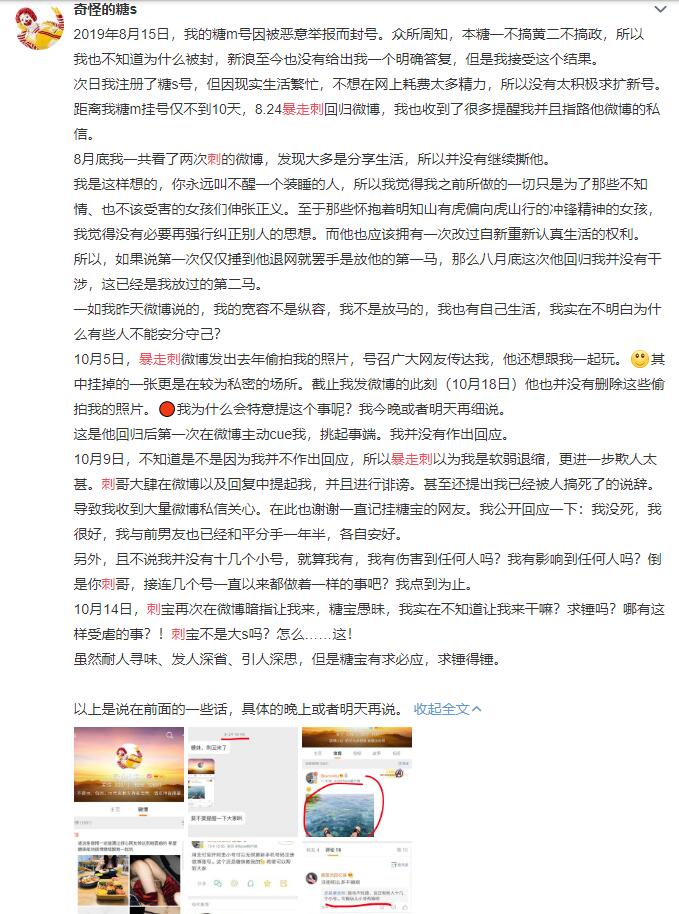 奇怪的糖s
2019年8月15日，我的糖m号因被恶意举报而封号。众所周知，本糖一不搞黄二不搞政，所以
我也不知道为什么被封，新浪至今也没有给出我一个明确答复，但是我接受这个结果。
次日我注册了糖s号，但因现实生活繁忙，不想在网上耗费太多精力，所以没有太积极求扩新号。
距离我糖m挂号仅不到10天，8.24暴走刺回归微博，我也收到了很多提醒我并且指路他微博的私
信。
8月底我一共看了两次刺的微博，发现大多是分享生活，所以并没有继续撕他。
我是这样想的，你永远叫不醒一个装睡的人，所以我觉得我之前所做的一切只是为了那些不知
情、也不该受害的女孩们伸张正义。至于那些怀抱着明知山有虎偏向虎山行的冲锋精神的女孩，
我觉得没有必要再强行纠正别人的思想。而他也应该拥有一次改过自新重新认真生活的权利。
所以，如果说第一次仅仅捶到他退网就罢手是放他的第一马，那么八月底这次他回归我并没有干
涉，这已经是我放过的第二马。
一如我昨天微博说的，我的宽容不是纵容，我不是放马的，我也有自己生活，我实在不明白为什
么有些人不能安分守己？
10月5日，暴走刺微博发出去年偷拍我的照片，号召广大网友传达我，他还想跟我一起玩。其
中挂掉的一张更是在较为私密的场所。截止我发微博的此刻（10月18日）他也并没有删除这些偷
拍我的照片。我为什么会特意提这个事呢？我今晚或者明天再细说。
这是他回归后第一次在微博主动cue我，挑起事端。我并没有作出回应。
10月9日，不知道是不是因为我并不作出回应，所以暴走刺以为我是软弱退缩，更进一步欺人太
甚。刺哥大肆在微博以及回复中提起我，并且进行诽谤。甚至还提出我已经被人搞死了的说辞。
导致我收到大量微博私信关心。在此也谢谢一直记挂糖宝的网友。我公开回应一下：我没死，我
很好，我与前男友也已经和平分手一年半，各自安好。
另外，且不说我并没有十几个小号，就算我有，我有伤害到任何人吗？我有影响到任何人吗？倒
是你刺哥，接连几个号一直以来都做着一样的事吧？我点到为止。
10月14日，刺宝再次在微博暗指让我来，糖宝愚昧，我实在不知道让我来干嘛？求锤吗？哪有这
样受虐的事？！刺宝不是大s吗？怎么……这！
虽然耐人寻味、发人深省、引人深思，但是糖宝有求必应，求锤得锤。
以上是说在前面的一些话，具体的晚上或者明天再说。 收起全文